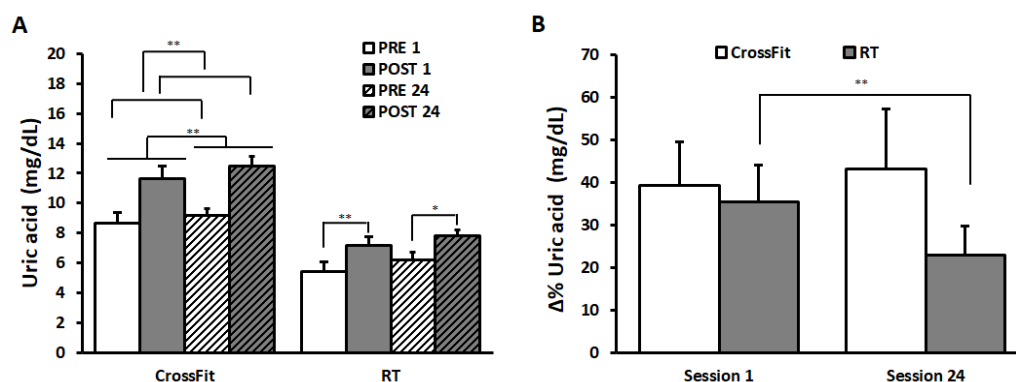 A
Uric acid (mg/dL)
20
18
16
14
12
10
8
6
4
2
0
**
**
**
*
PRE 1
POST 1
PRE 24
POST 24
CrossFit
RT
B
Δ% Uric acid (mg/dL)
70
60
50
40
30
20
10
0
CrossFit
RT
**
Session 1
Session 24